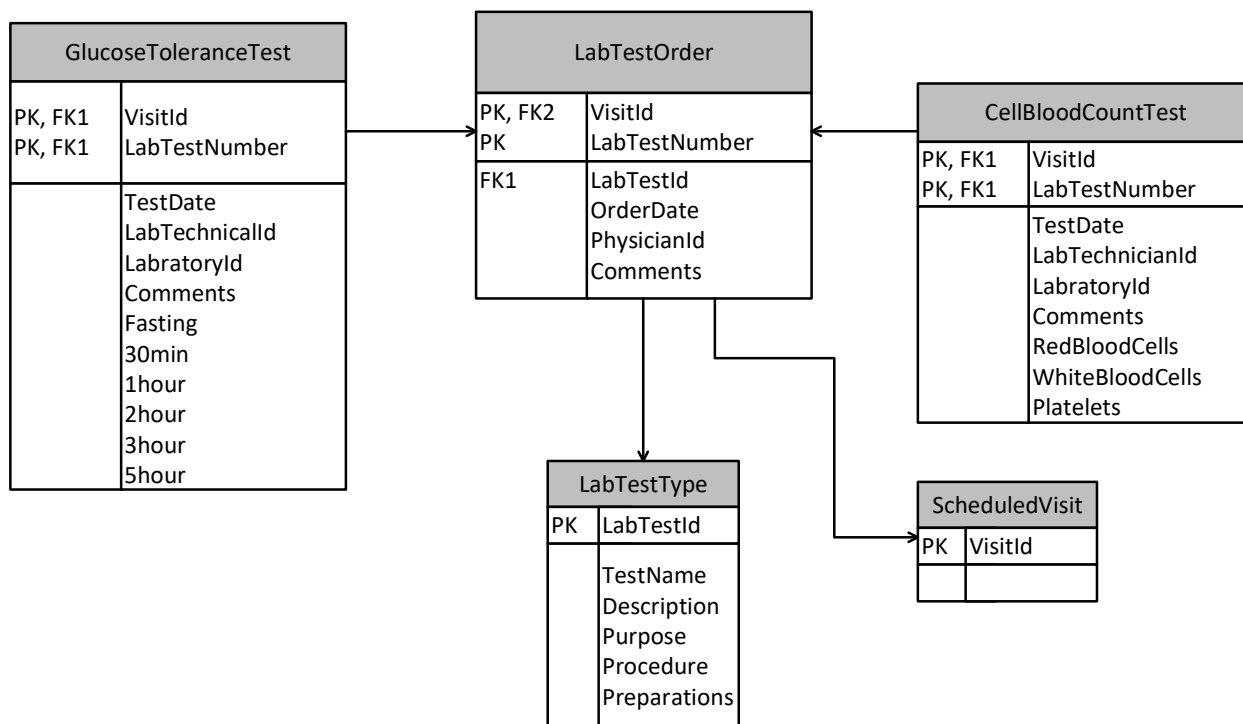 GlucoseToleranceTest
PK, FK1 VisitId
PK, FK1 LabTestNumber
TestDate
LabTechnicalId
LabratoryId
Comments
Fasting
30min
1hour
2hour
3hour
5hour
LabTestOrder
PK, FK2 VisitId
PK LabTestNumber
FK1 LabTestId
OrderDate
PhysicianId
Comments
CellBloodCountTest
PK, FK1 VisitId
PK, FK1 LabTestNumber
TestDate
LabTechnicianId
LabratoryId
Comments
RedBloodCells
WhiteBloodCells
Platelets
LabTestType
PK LabTestId
TestName
Description
Purpose
Procedure
Preparations
ScheduledVisit
PK VisitId